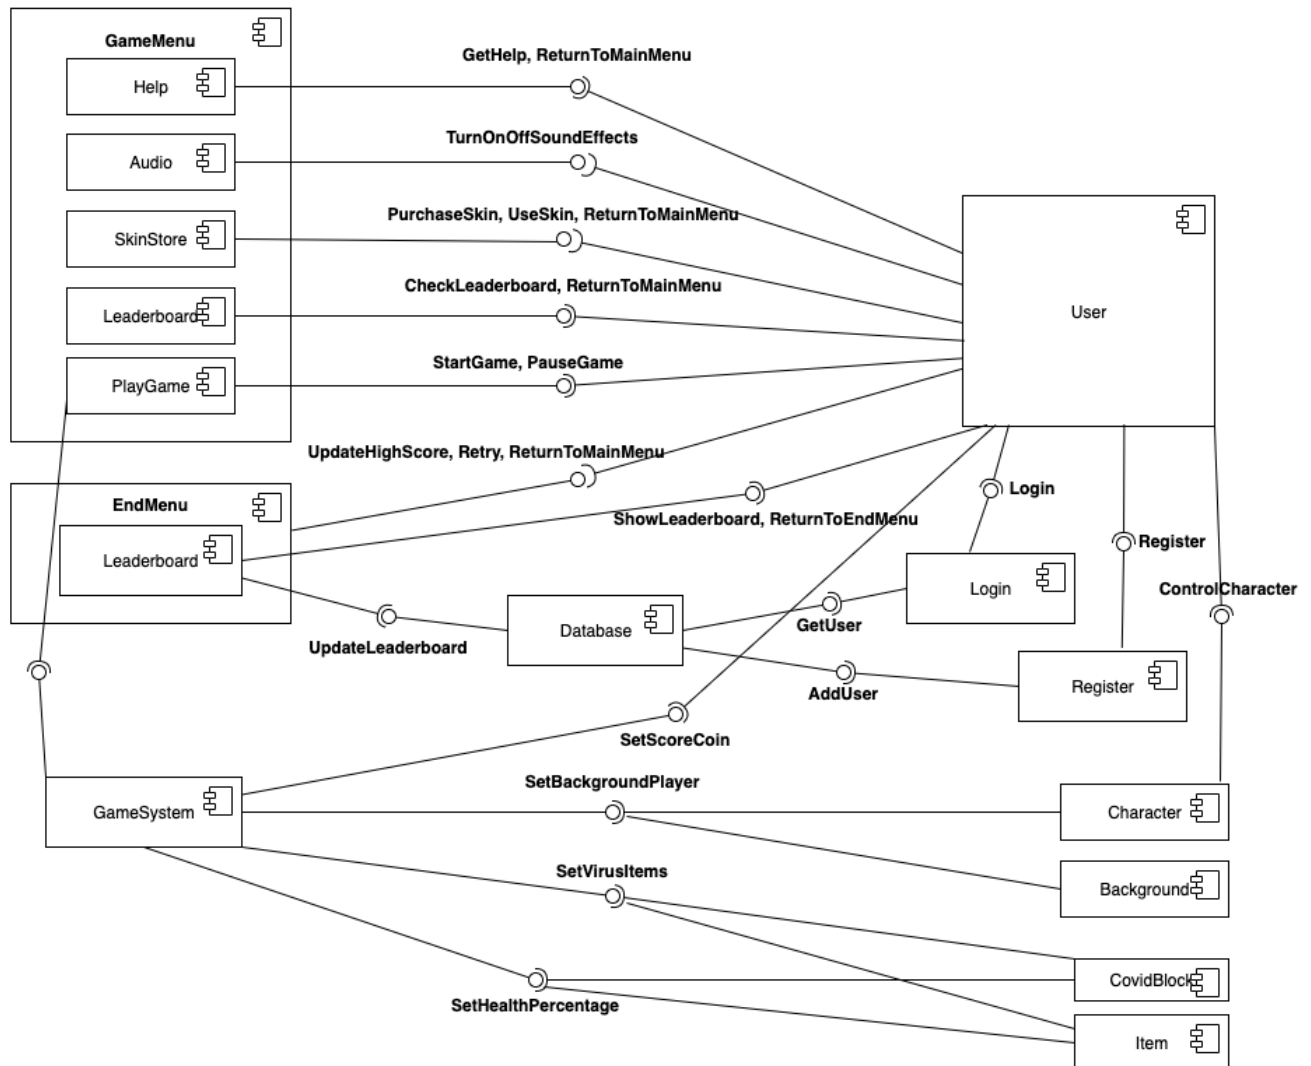 GameMenu
GetHelp, ReturnToMainMenu
Help
TurnOnOffSoundEffects
Audio
PurchaseSkin, UseSkin, ReturnToMainMenu
SkinStore
CheckLeaderboard, ReturnToMainMenu
Leaderboard
User
StartGame, PauseGame
PlayGame
UpdateHighScore, Retry, ReturnToMainMenu
Login
EndMenu
ShowLeaderboard, ReturnToEndMenu
Register
Leaderboard
Login
ControlCharacter
GetUser
Database
UpdateLeaderboard
AddUser
Register
SetScoreCoin
SetBackgroundPlayer
GameSystem
Character
SetVirusItems
Background
CovidBlock
SetHealthPercentage
Item